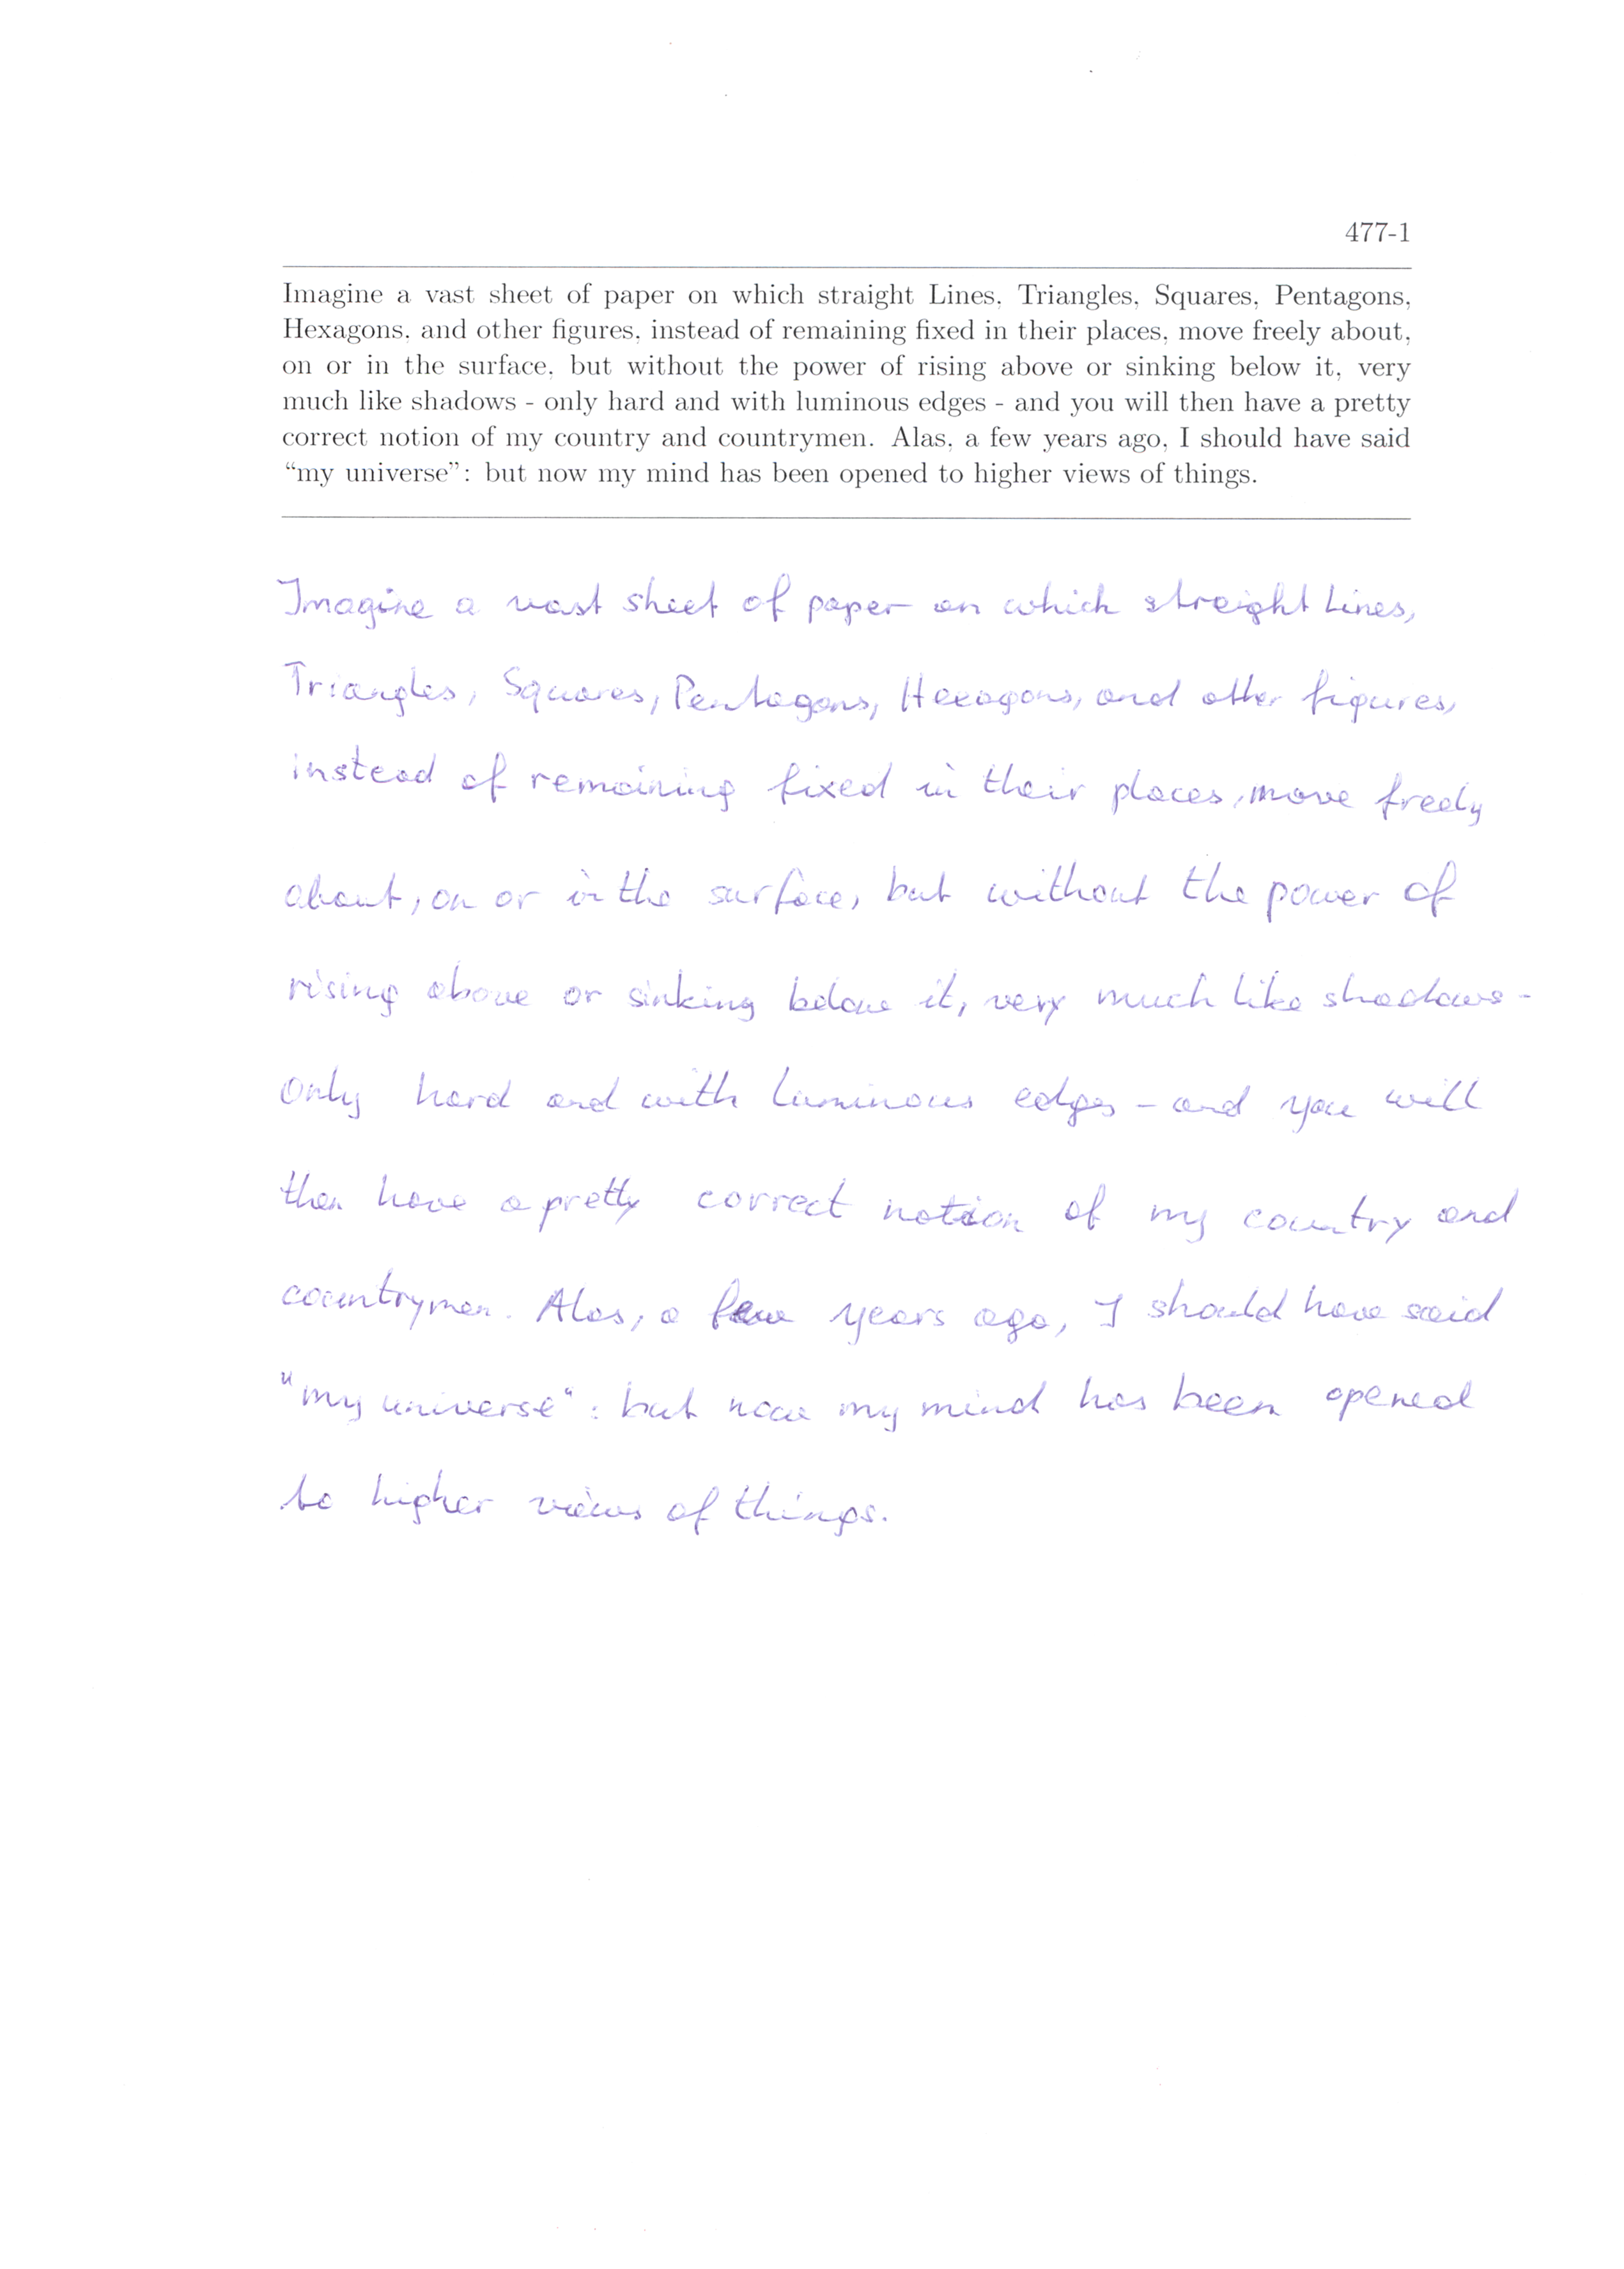 477-1
Imagine a vast sheet of paper on which straight Lines, Triangles, Squares, Pentagons,
Hexagons, and other figures, instead of remaining fixed in their places, move freely about,
on or in the surface, but without the power of rising above or sinking below it, very
much like shadows - only hard and with luminous edges - and you will then have a pretty
correct notion of my country and countrymen. Alas, a few years ago, I should have said
“my universe”: but now my mind has been opened to higher views of things.
Imagine a vast sheet of paper on which straight Lines,
Triangles, Squares, Pentagons, Hexagons, and other figures,
instead of remaining fixed in their places, move freely
about, on or in the surface, but without the power of
rising above or sinking below it, very much like shadows -
only hard and with luminous edges - and you will
then have a pretty correct notion of my country and
countrymen. Alas, a few years ago, I should have said
"my universe": but now my mind has been opened
to higher views of things.